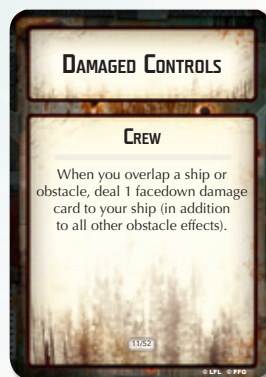 Damaged Controls
Crew
When you overlap a ship or
obstacle, deal 1 facedown damage
card to your ship (in addition
to all other obstacle effects).
11/52
© LFL © FFG